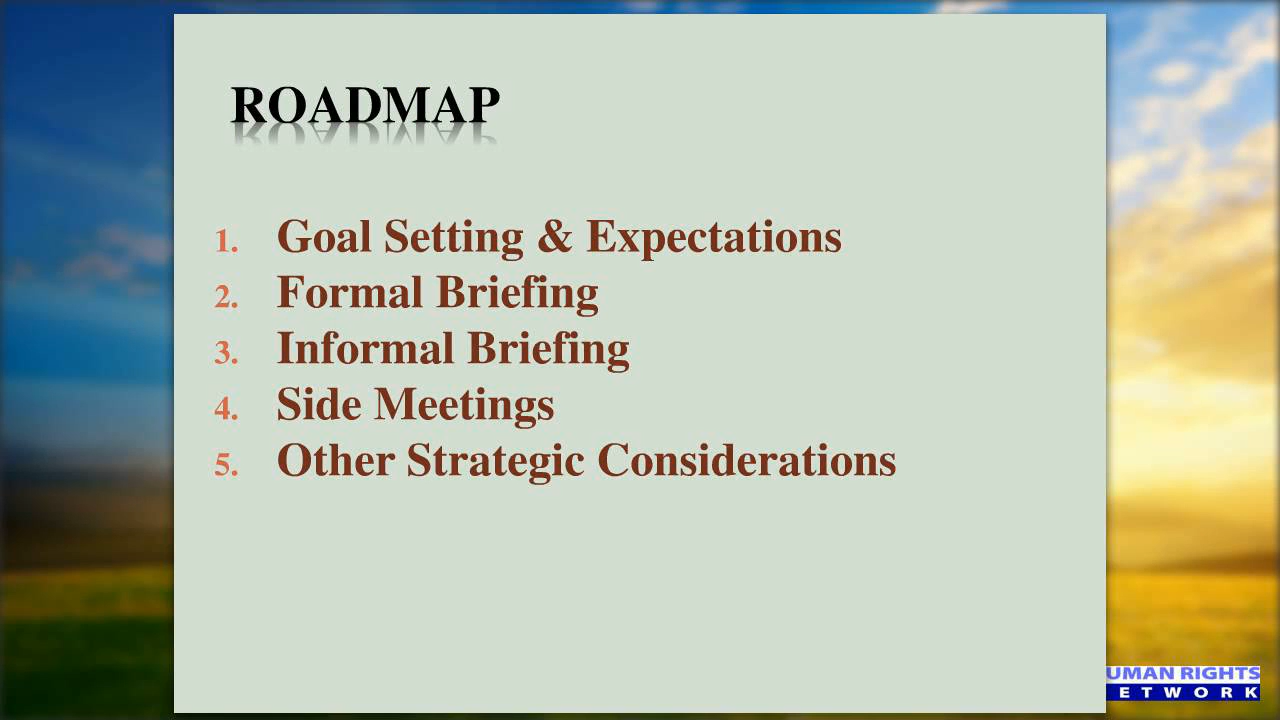 ROADMAP
1. Goal Setting & Expectations
2. Formal Briefing
3. Informal Briefing
4. Side Meetings
5. Other Strategic Considerations
UMAN RIGHTS
ETWORK